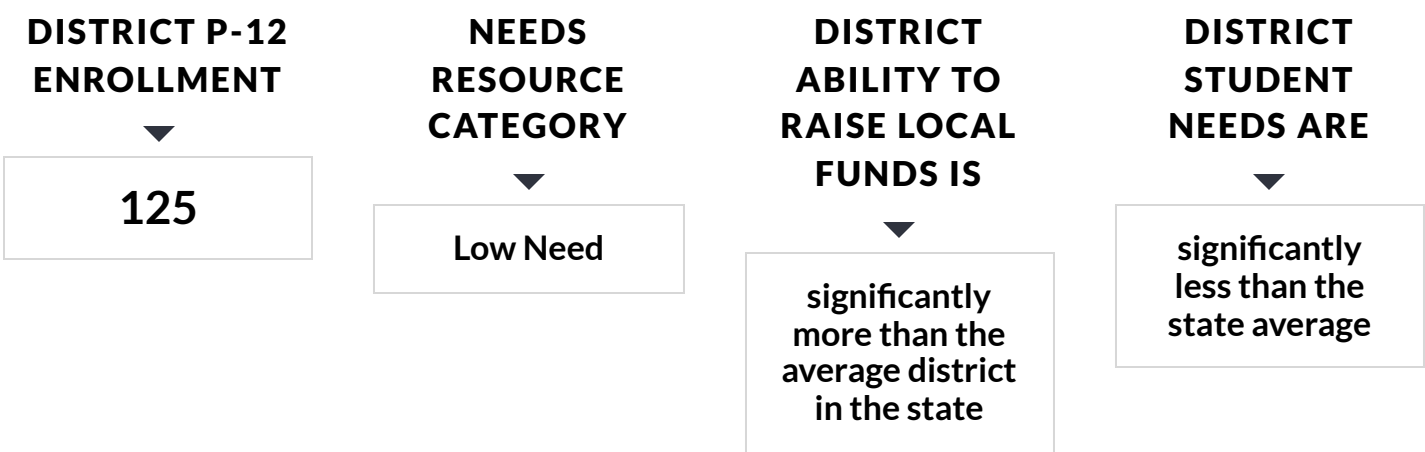 DISTRICT P-12
ENROLLMENT
125
NEEDS
RESOURCE
CATEGORY
Low Need
DISTRICT
ABILITY TO
RAISE LOCAL
FUNDS IS
significantly
more than the
average district
in the state
DISTRICT
STUDENT
NEEDS ARE
significantly
less than the
state average